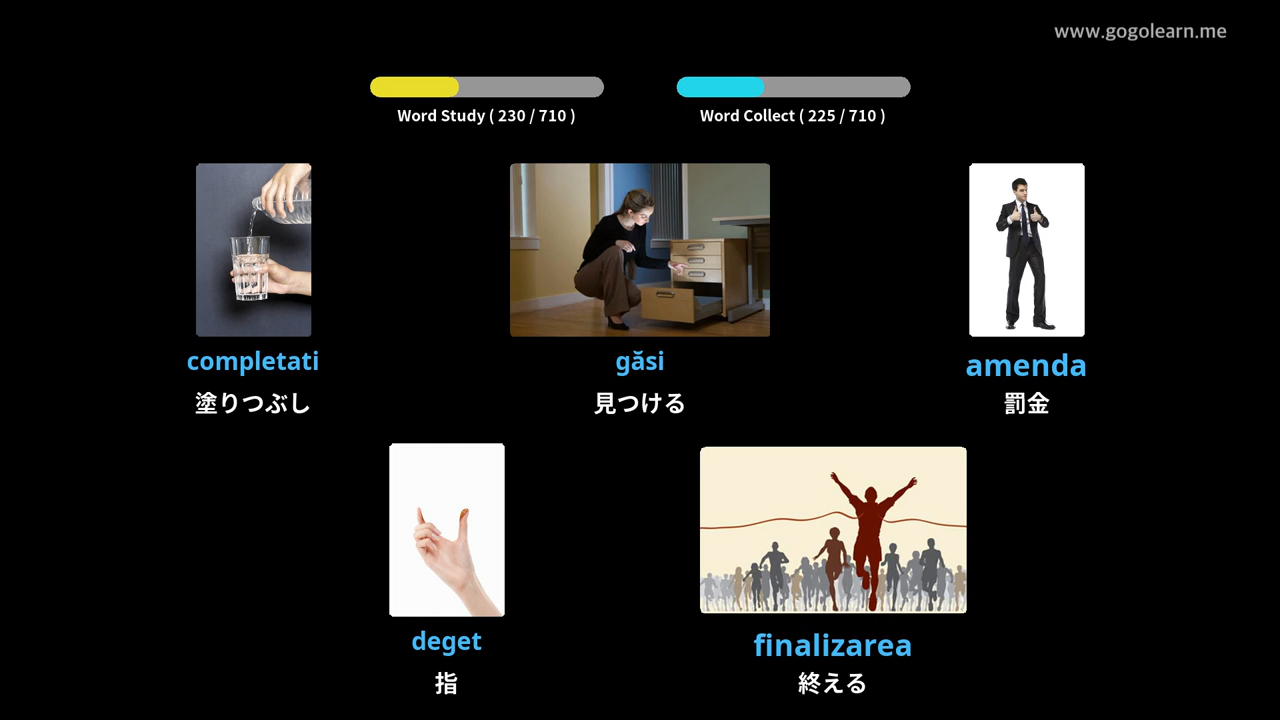 www.gogolearn.me
Word Study ( 230 / 710 )
Word Collect ( 225 / 710 )
completati
塗りつぶし
găsi
見つける
amenda
罰金
deget
指
finalizarea
終える